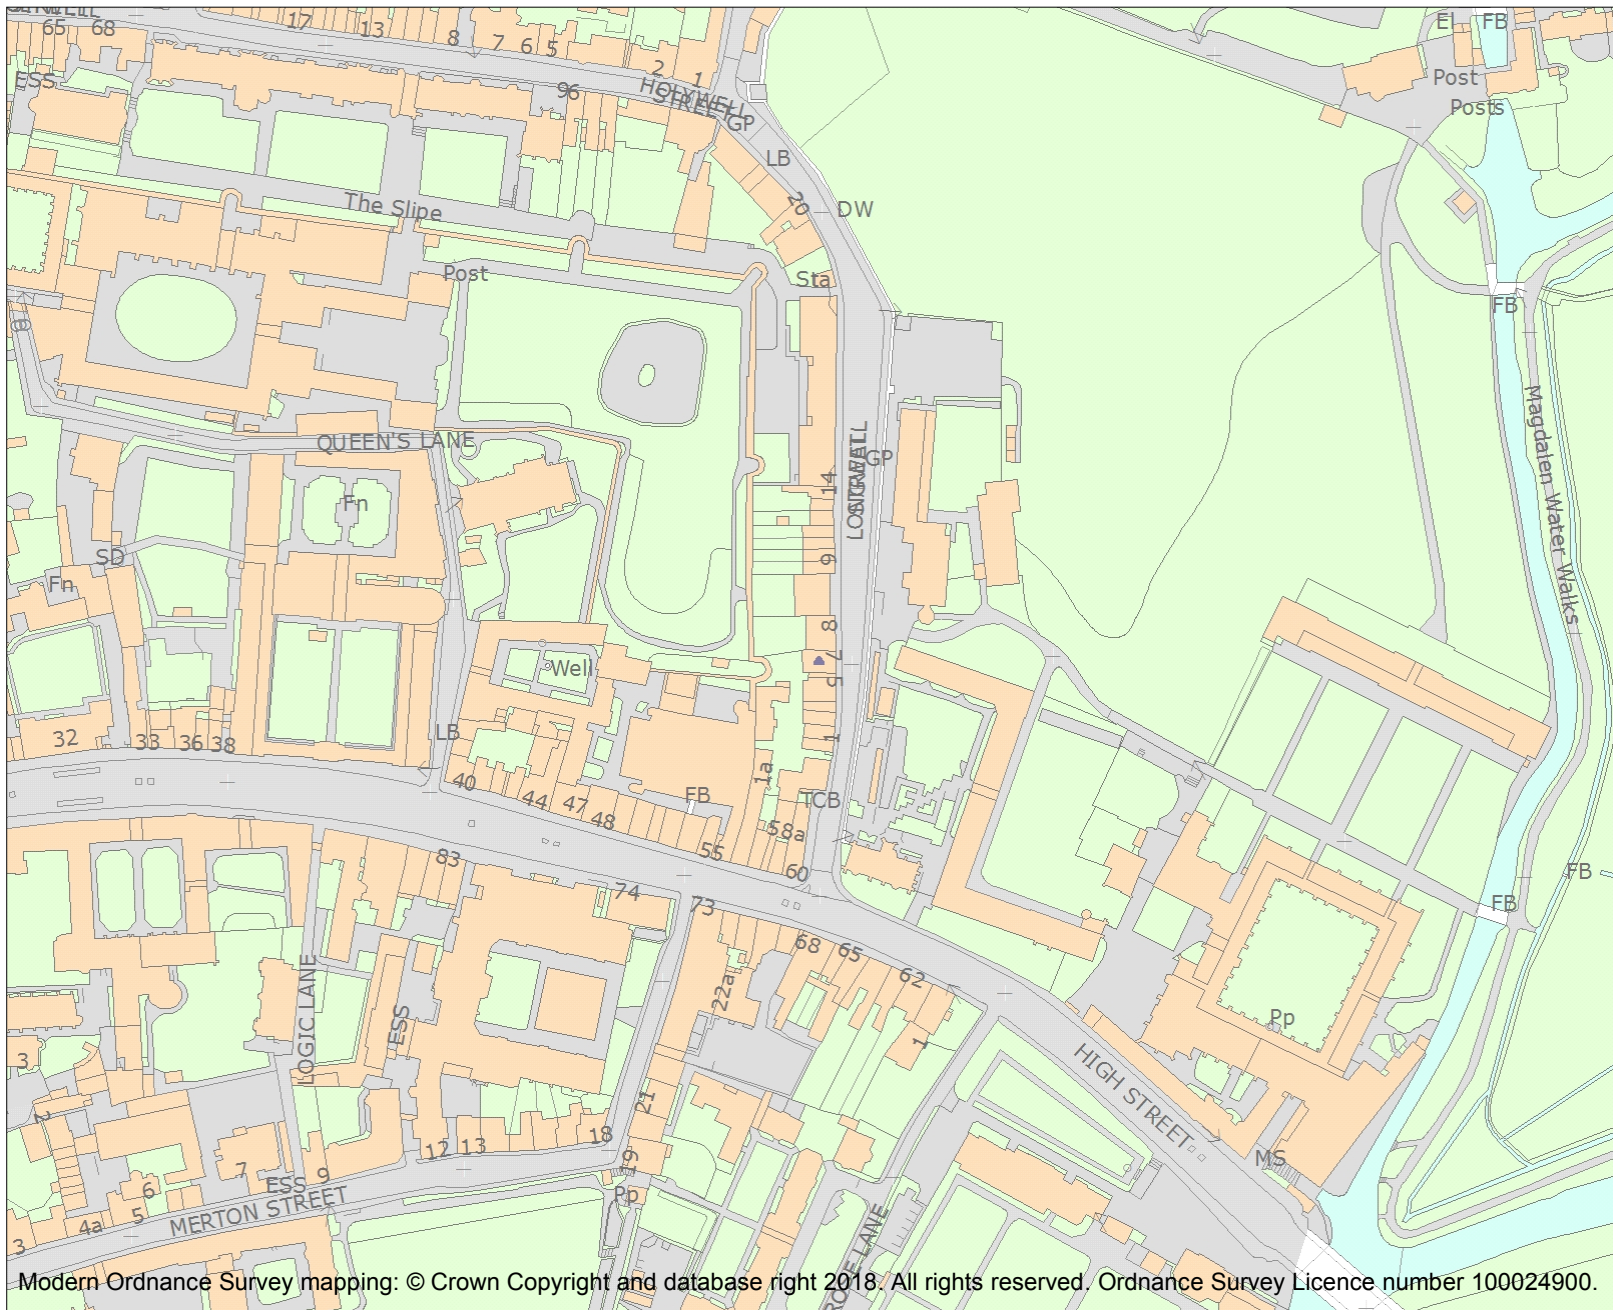 65
68
17
13
8
7
6
5
2
1
El
FB
ESS
96
HOLYWELL
STREET
GP
Post
Posts
LB
The Slipe
20
DW
Post
Sta
FB
QUEEN'S LANE
LONGWALL
STREET
GP
14
Magdalen Water Walks
Fn
SD
Fn
9
8
7
5
Well
1
32
33
36
38
LB
40
44
47
48
FB
1a
TCB
58a
55
60
83
74
73
68
65
62
FB
FB
22a
LOGIC LANE
ESS
3
2
1
Pp
HIGH STREET
21
12
13
18
19
MS
7
9
ESS
6
5
4a
3
MERTON STREET
Pp
ROSE LANE
Modern Ordnance Survey mapping: © Crown Copyright and database right 2018. All rights reserved. Ordnance Survey Licence number 100024900.